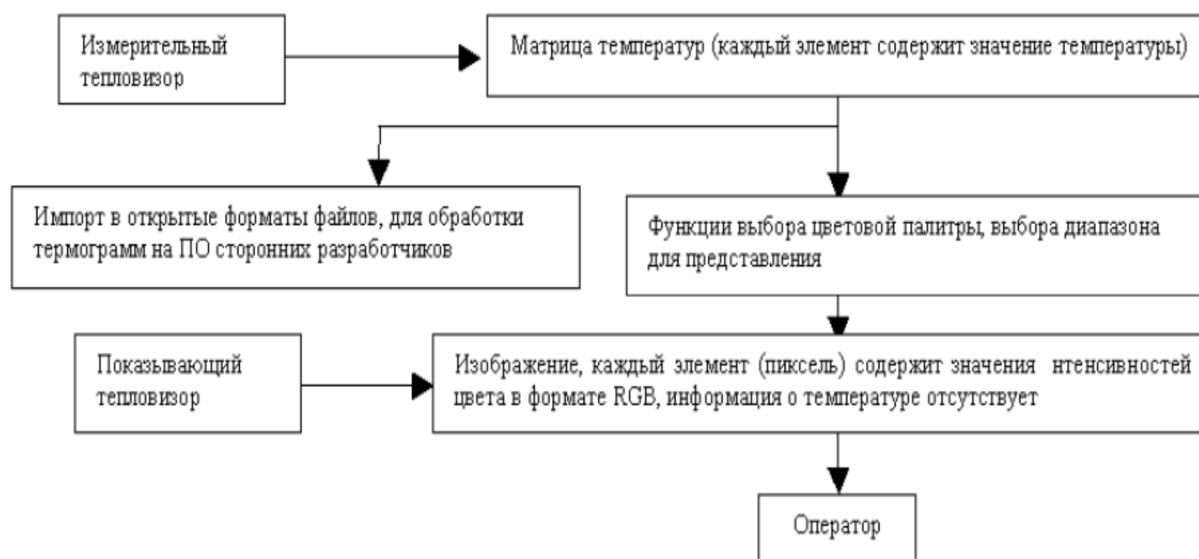 Измерительный
тепловизор
Матрица температур (каждый элемент содержит значение температуры)
Импорт в открытые форматы файлов, для обработки
термограмм на ПО сторонних разработчиков
Функции выбора цветовой палитры, выбора диапазона
для представления
Показывающий
тепловизор
Изображение, каждый элемент (пиксель) содержит значения нтенсивностей
цвета в формате RGB, информация о температуре отсутствует
Оператор